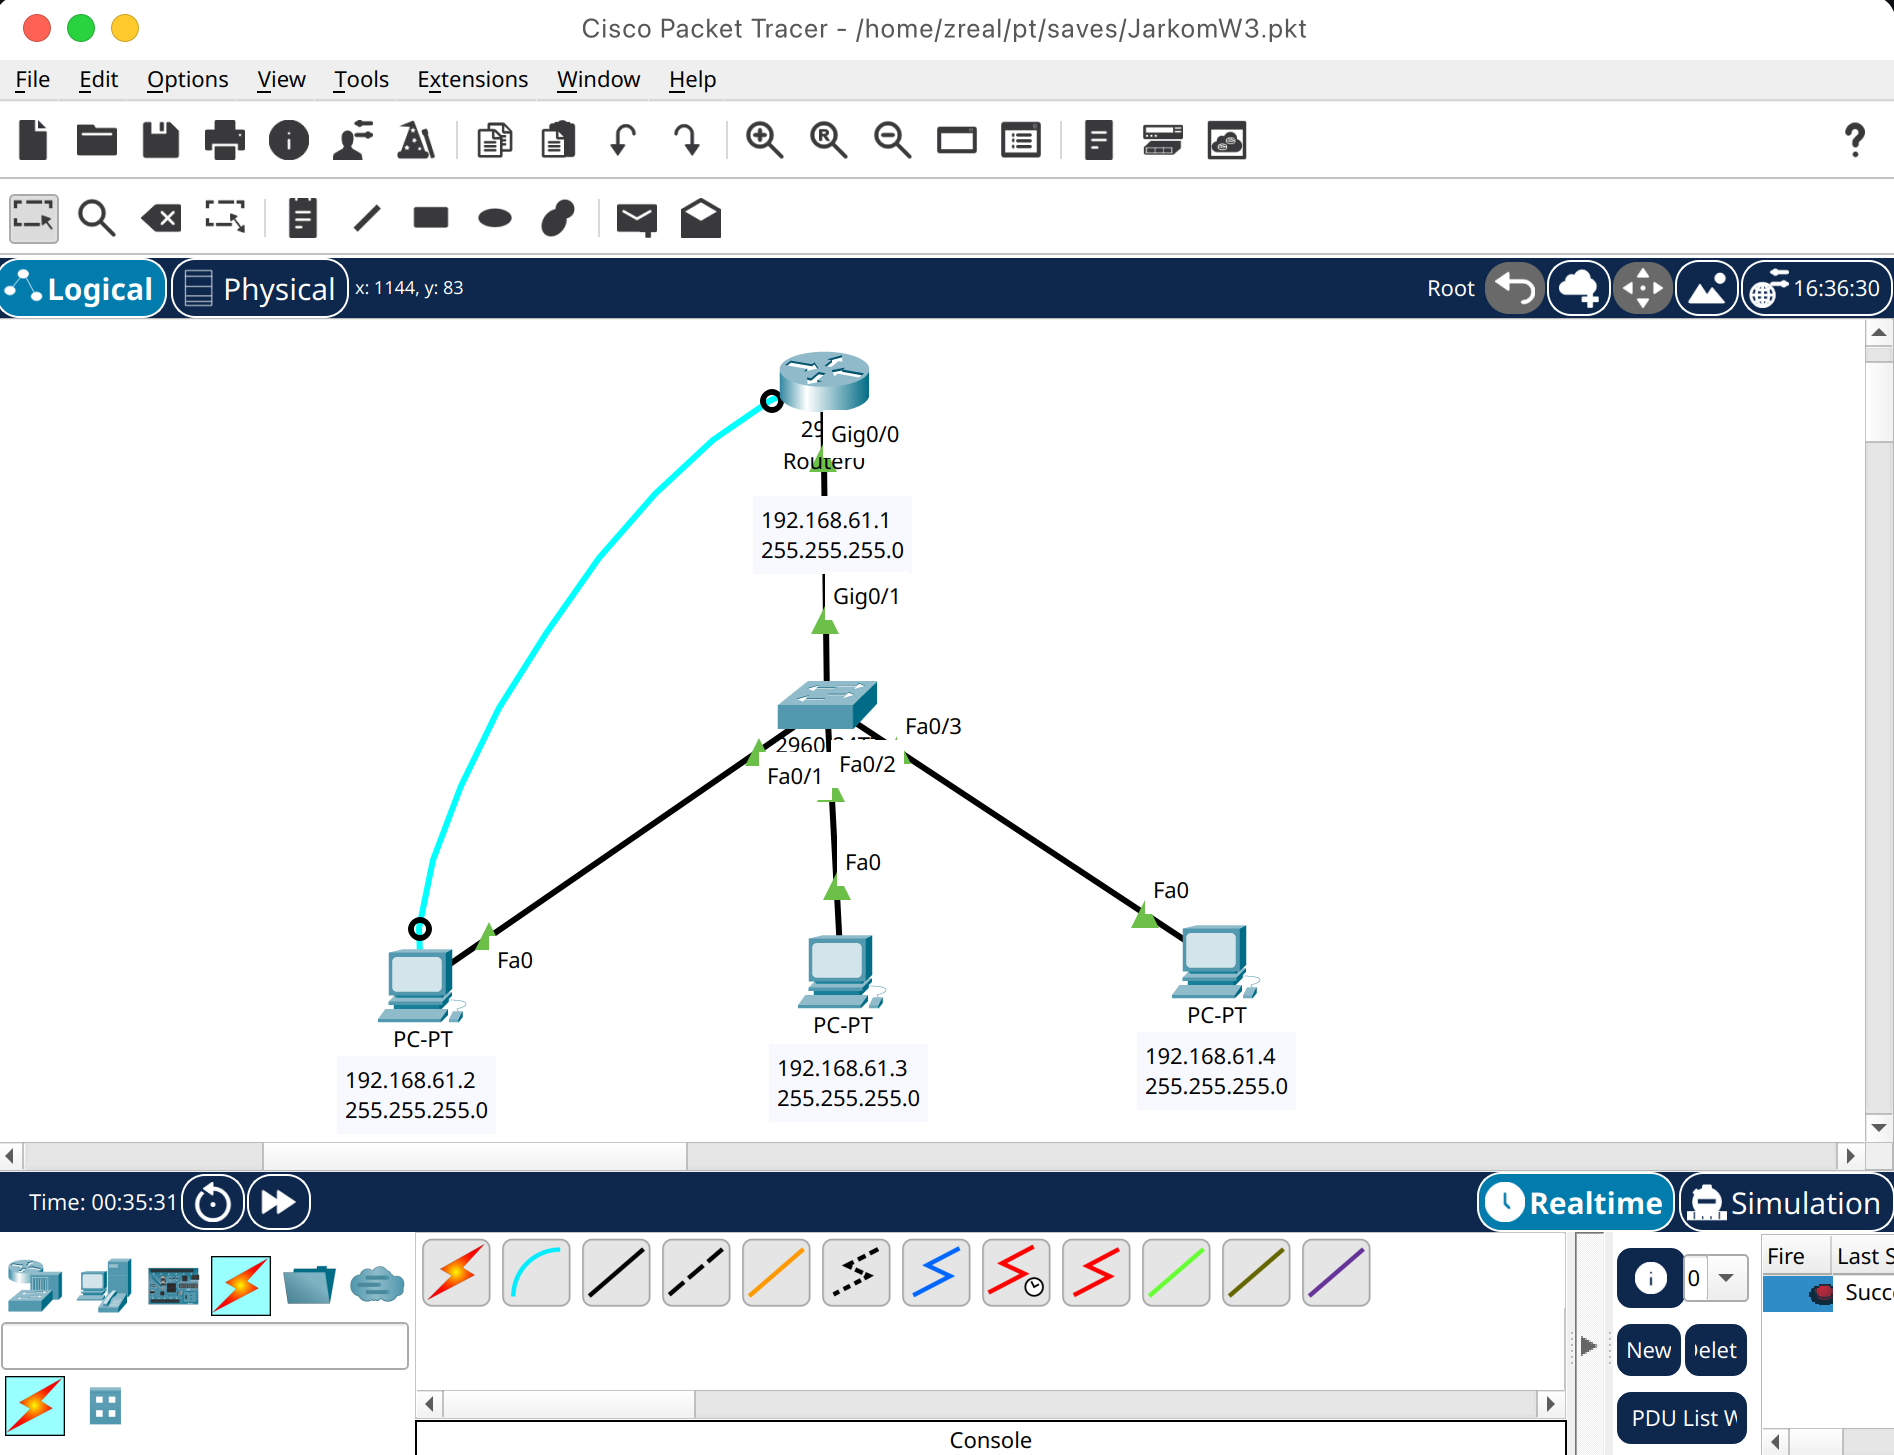 Cisco Packet Tracer - /home/zreal/pt/saves/JarkomW3.pkt
File Edit Options View Tools Extensions Window Help
?
Logical Physical x: 1144, y: 83 Root 16:36:30
29 Gig0/0
Router0
192.168.61.1
255.255.255.0
Gig0/1
Fa0/3
2960
Fa0/1 Fa0/2
Fa0
Fa0
Fa0
PC-PT
192.168.61.2
255.255.255.0
PC-PT
192.168.61.3
255.255.255.0
PC-PT
192.168.61.4
255.255.255.0
Time: 00:35:31 Realtime Simulation
Fire Last S
0 Succ
New elet
PDU List W
Console